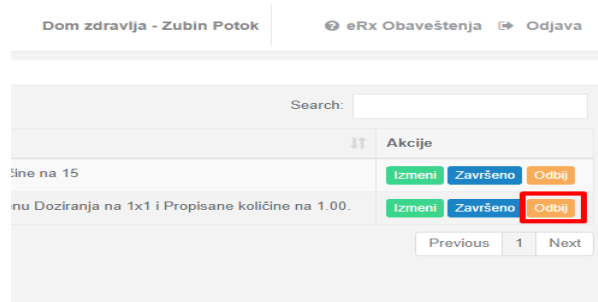 Dom zdravlja - Zubin Potok eRx Obaveštenja Odjava
Search:
Akcije
čine na 15 Izmeni Završeno Odbij
nu Doziranja na 1x1 i Propisane količine na 1.00. Izmeni Završeno Odbij
Previous 1 Next